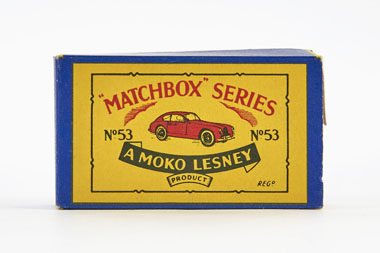 "MATCHBOX" SERIES
Nº53 Nº53
A MOKO LESNEY
PRODUCT
REGD